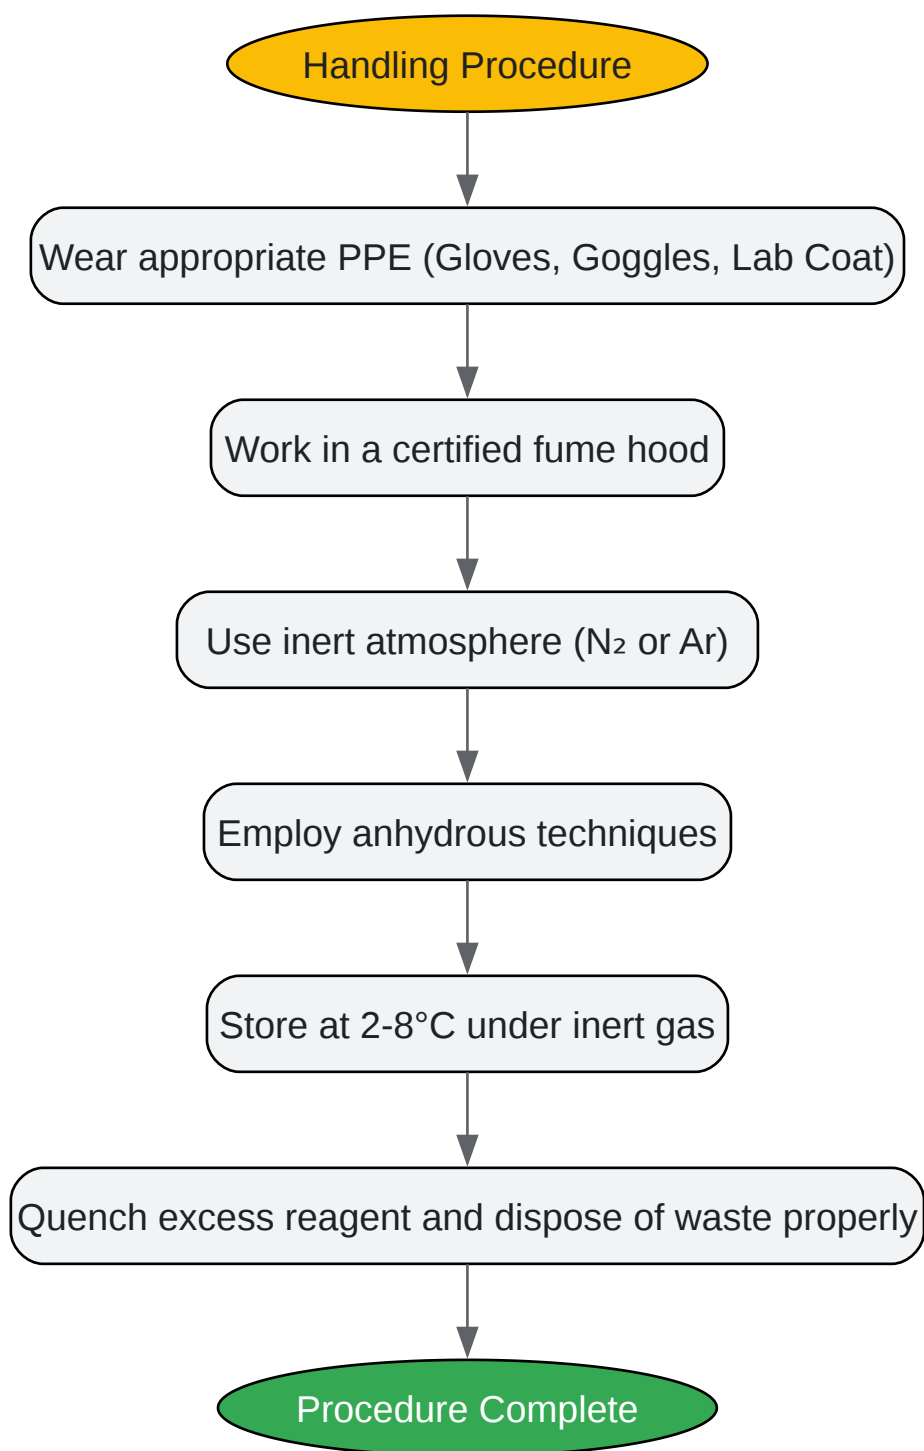 Handling Procedure
Wear appropriate PPE (Gloves, Goggles, Lab Coat)
Work in a certified fume hood
Use inert atmosphere (N₂ or Ar)
Employ anhydrous techniques
Store at 2-8°C under inert gas
Quench excess reagent and dispose of waste properly
Procedure Complete